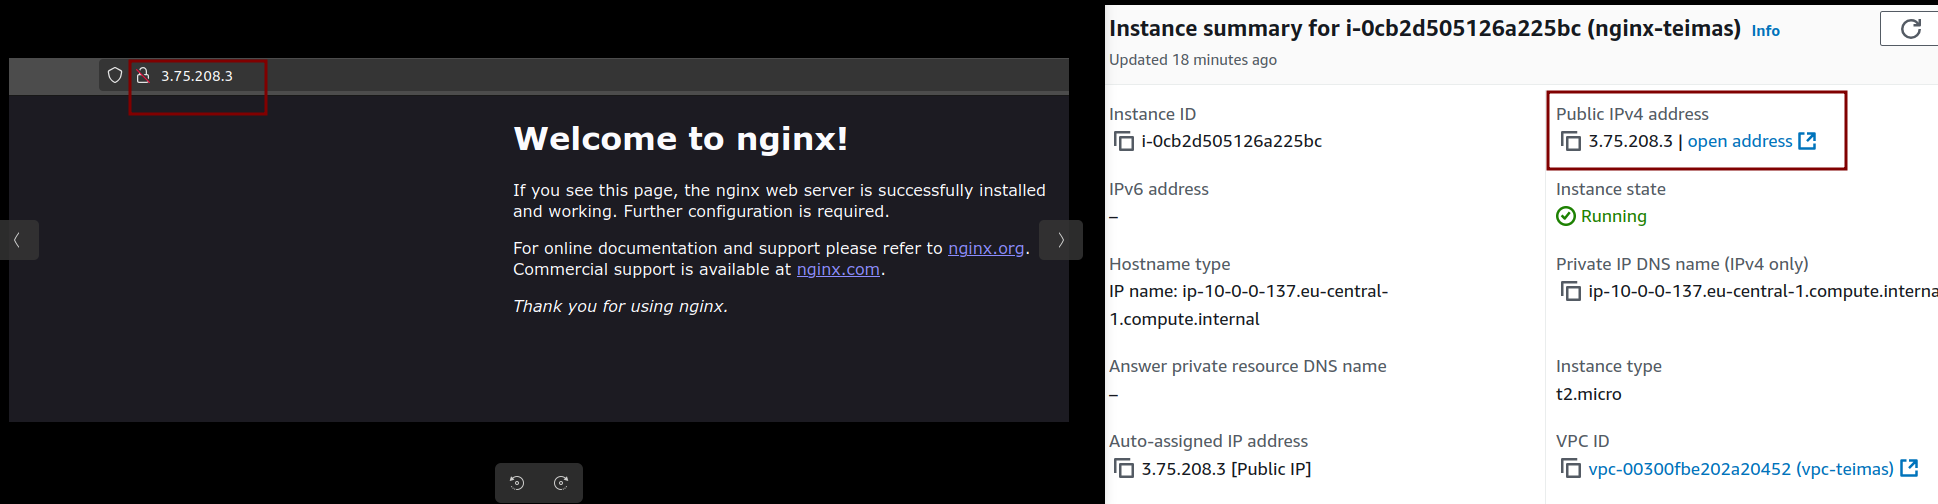 3.75.208.3
Welcome to nginx!
If you see this page, the nginx web server is successfully installed
and working. Further configuration is required.
For online documentation and support please refer to nginx.org.
Commercial support is available at nginx.com.
Thank you for using nginx.
Instance summary for i-0cb2d505126a225bc (nginx-teimas) Info
Updated 18 minutes ago
Instance ID
i-0cb2d505126a225bc
Public IPv4 address
3.75.208.3 | open address
IPv6 address
–
Instance state
Running
Hostname type
IP name: ip-10-0-0-137.eu-central-
1.compute.internal
Private IP DNS name (IPv4 only)
ip-10-0-0-137.eu-central-1.compute.interna
Answer private resource DNS name
–
Instance type
t2.micro
Auto-assigned IP address
3.75.208.3 [Public IP]
VPC ID
vpc-00300fbe202a20452 (vpc-teimas)